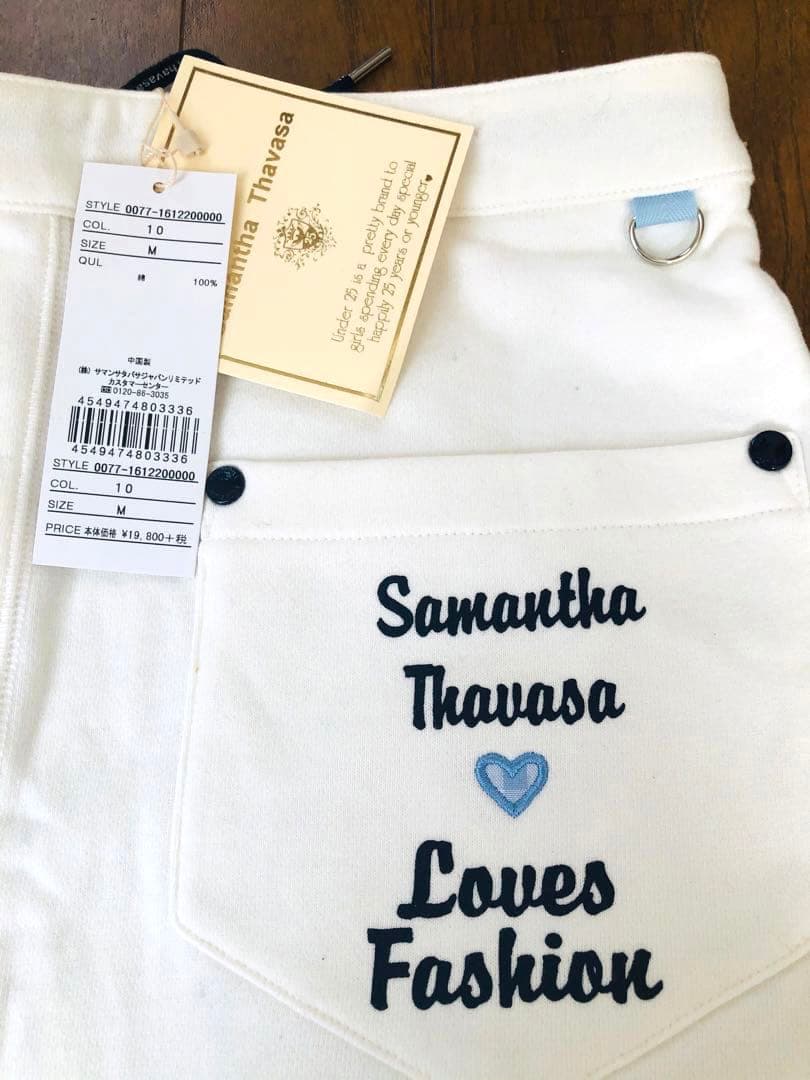 Thavasa
STYLE 0077-1612200000
COL. 10
SIZE M
QUL
綿 100%
中国製
(株) サマンサタバサジャパンリミテッド
カスタマーセンター
0120-86-3035
4549474803336
4549474803336
STYLE 0077-1612200000
COL. 10
SIZE M
PRICE 本体価格 ¥19,800+税
Samantha Thavasa
Under 25 is a pretty brand to
girls spending every day special
happily 25 years or younger♥
Samantha
Thavasa
Loves
Fashion